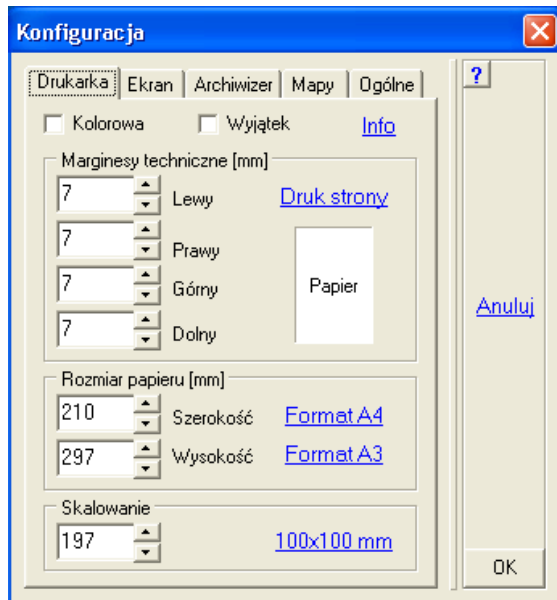 Konfiguracja
Drukarka Ekran Archiwizer Mapy Ogólne ?
Kolorowa Wyjątek Info
Marginesy techniczne [mm]
7 Lewy Druk strony
7 Prawy
7 Górny Papier
7 Dolny
Anuluj
Rozmiar papieru [mm]
210 Szerokość Format A4
297 Wysokość Format A3
Skalowanie
197 100x100 mm
OK